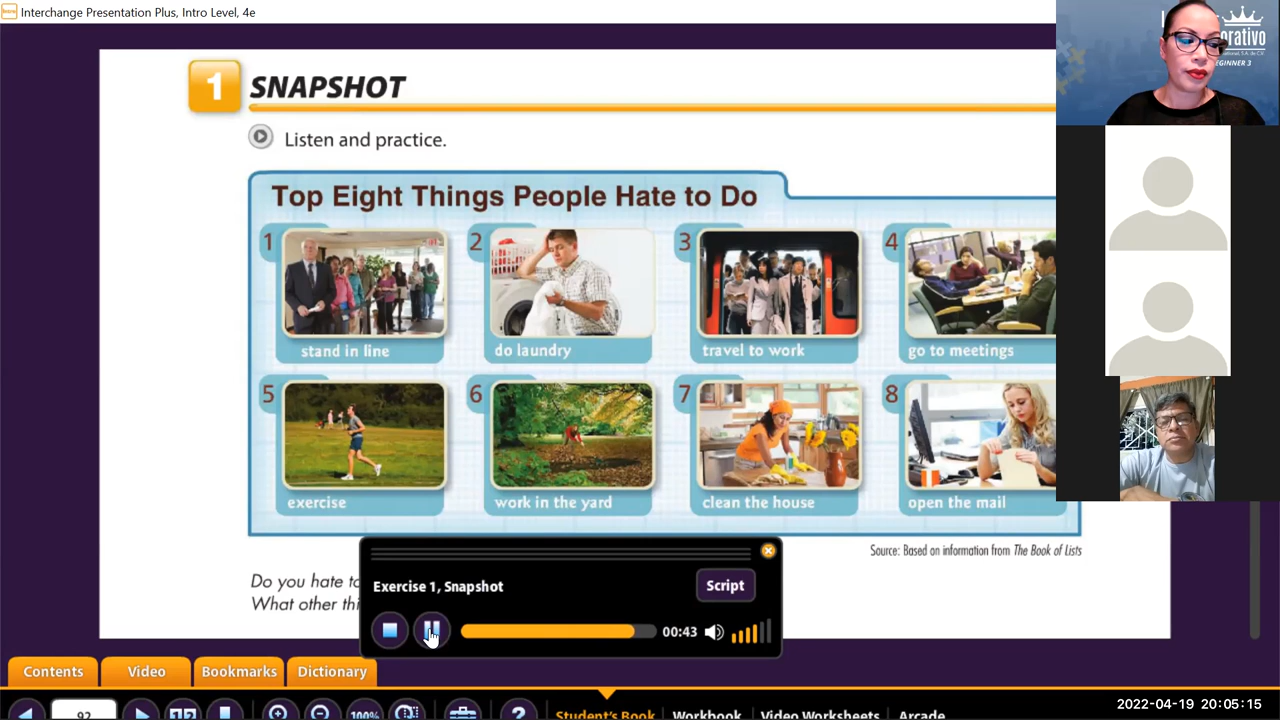 Interchange Presentation Plus, Intro Level, 4e
orativo
EGINNER 3
1 SNAPSHOT
Listen and practice.
Top Eight Things People Hate to Do
1 2 3 4
stand in line do laundry travel to work go to meetings
5 6 7 8
exercise work in the yard clean the house open the mail
Source: Based on information from The Book of Lists
Do you hate to
What other thi
Exercise 1, Snapshot
Script
00:43
Contents Video Bookmarks Dictionary
92
100%
?
Student's Book Workbook Video Worksheets Arcade
2022-04-19 20:05:15